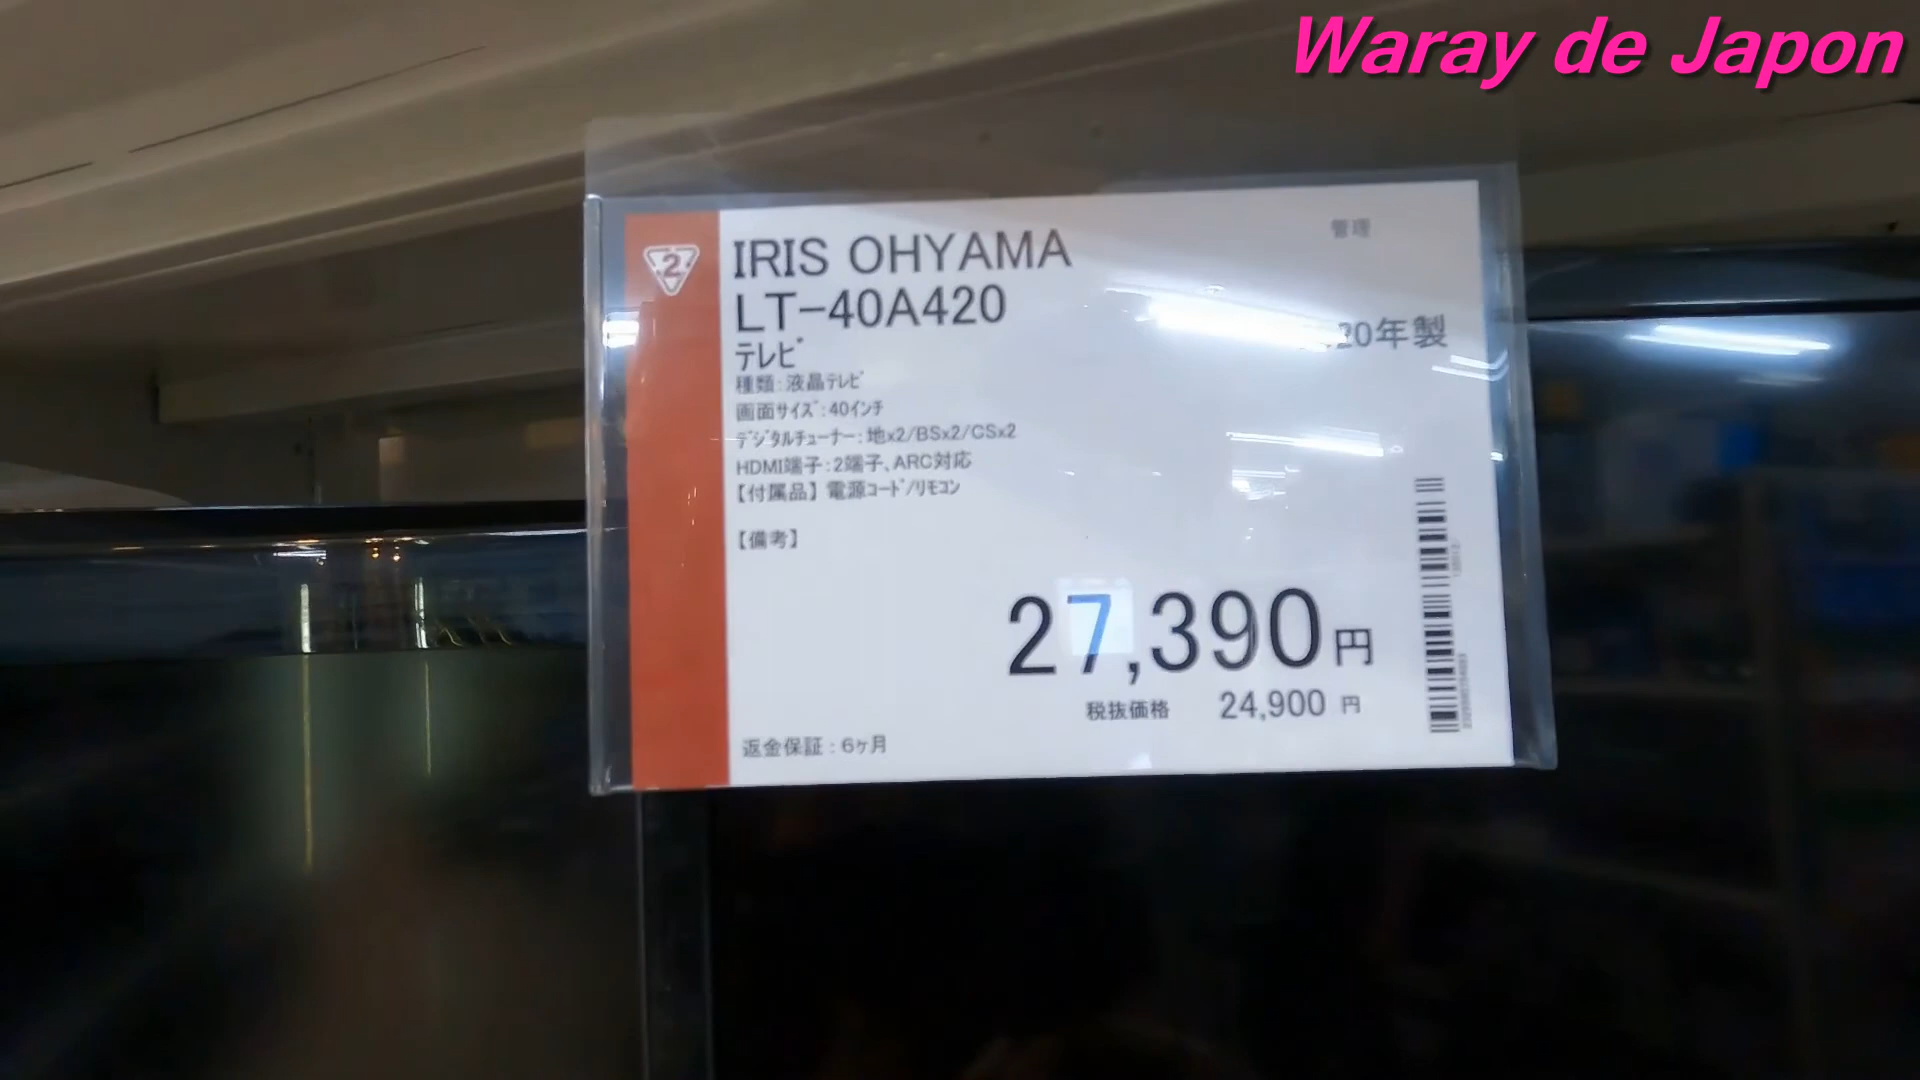 Waray de Japon
管理
2
IRIS OHYAMA
LT-40A420
20年製
テレビ
種類:液晶テレビ
画面サイズ:40インチ
デジタルチューナー:地x2/BSx2/CSx2
HDMI端子:2端子、ARC対応
【付属品】電源コード/リモコン
【備考】
27,390円
税抜価格 24,900 円
返金保証:6ヶ月